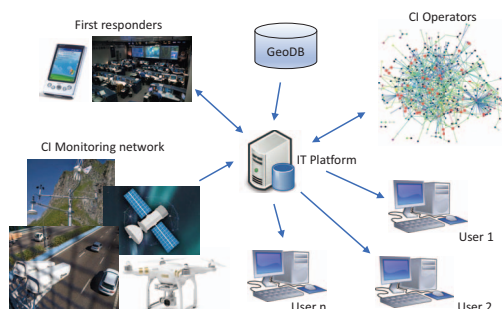 First responders
GeoDB
CI Operators
CI Monitoring network
IT Platform
User 1
User n
User 2